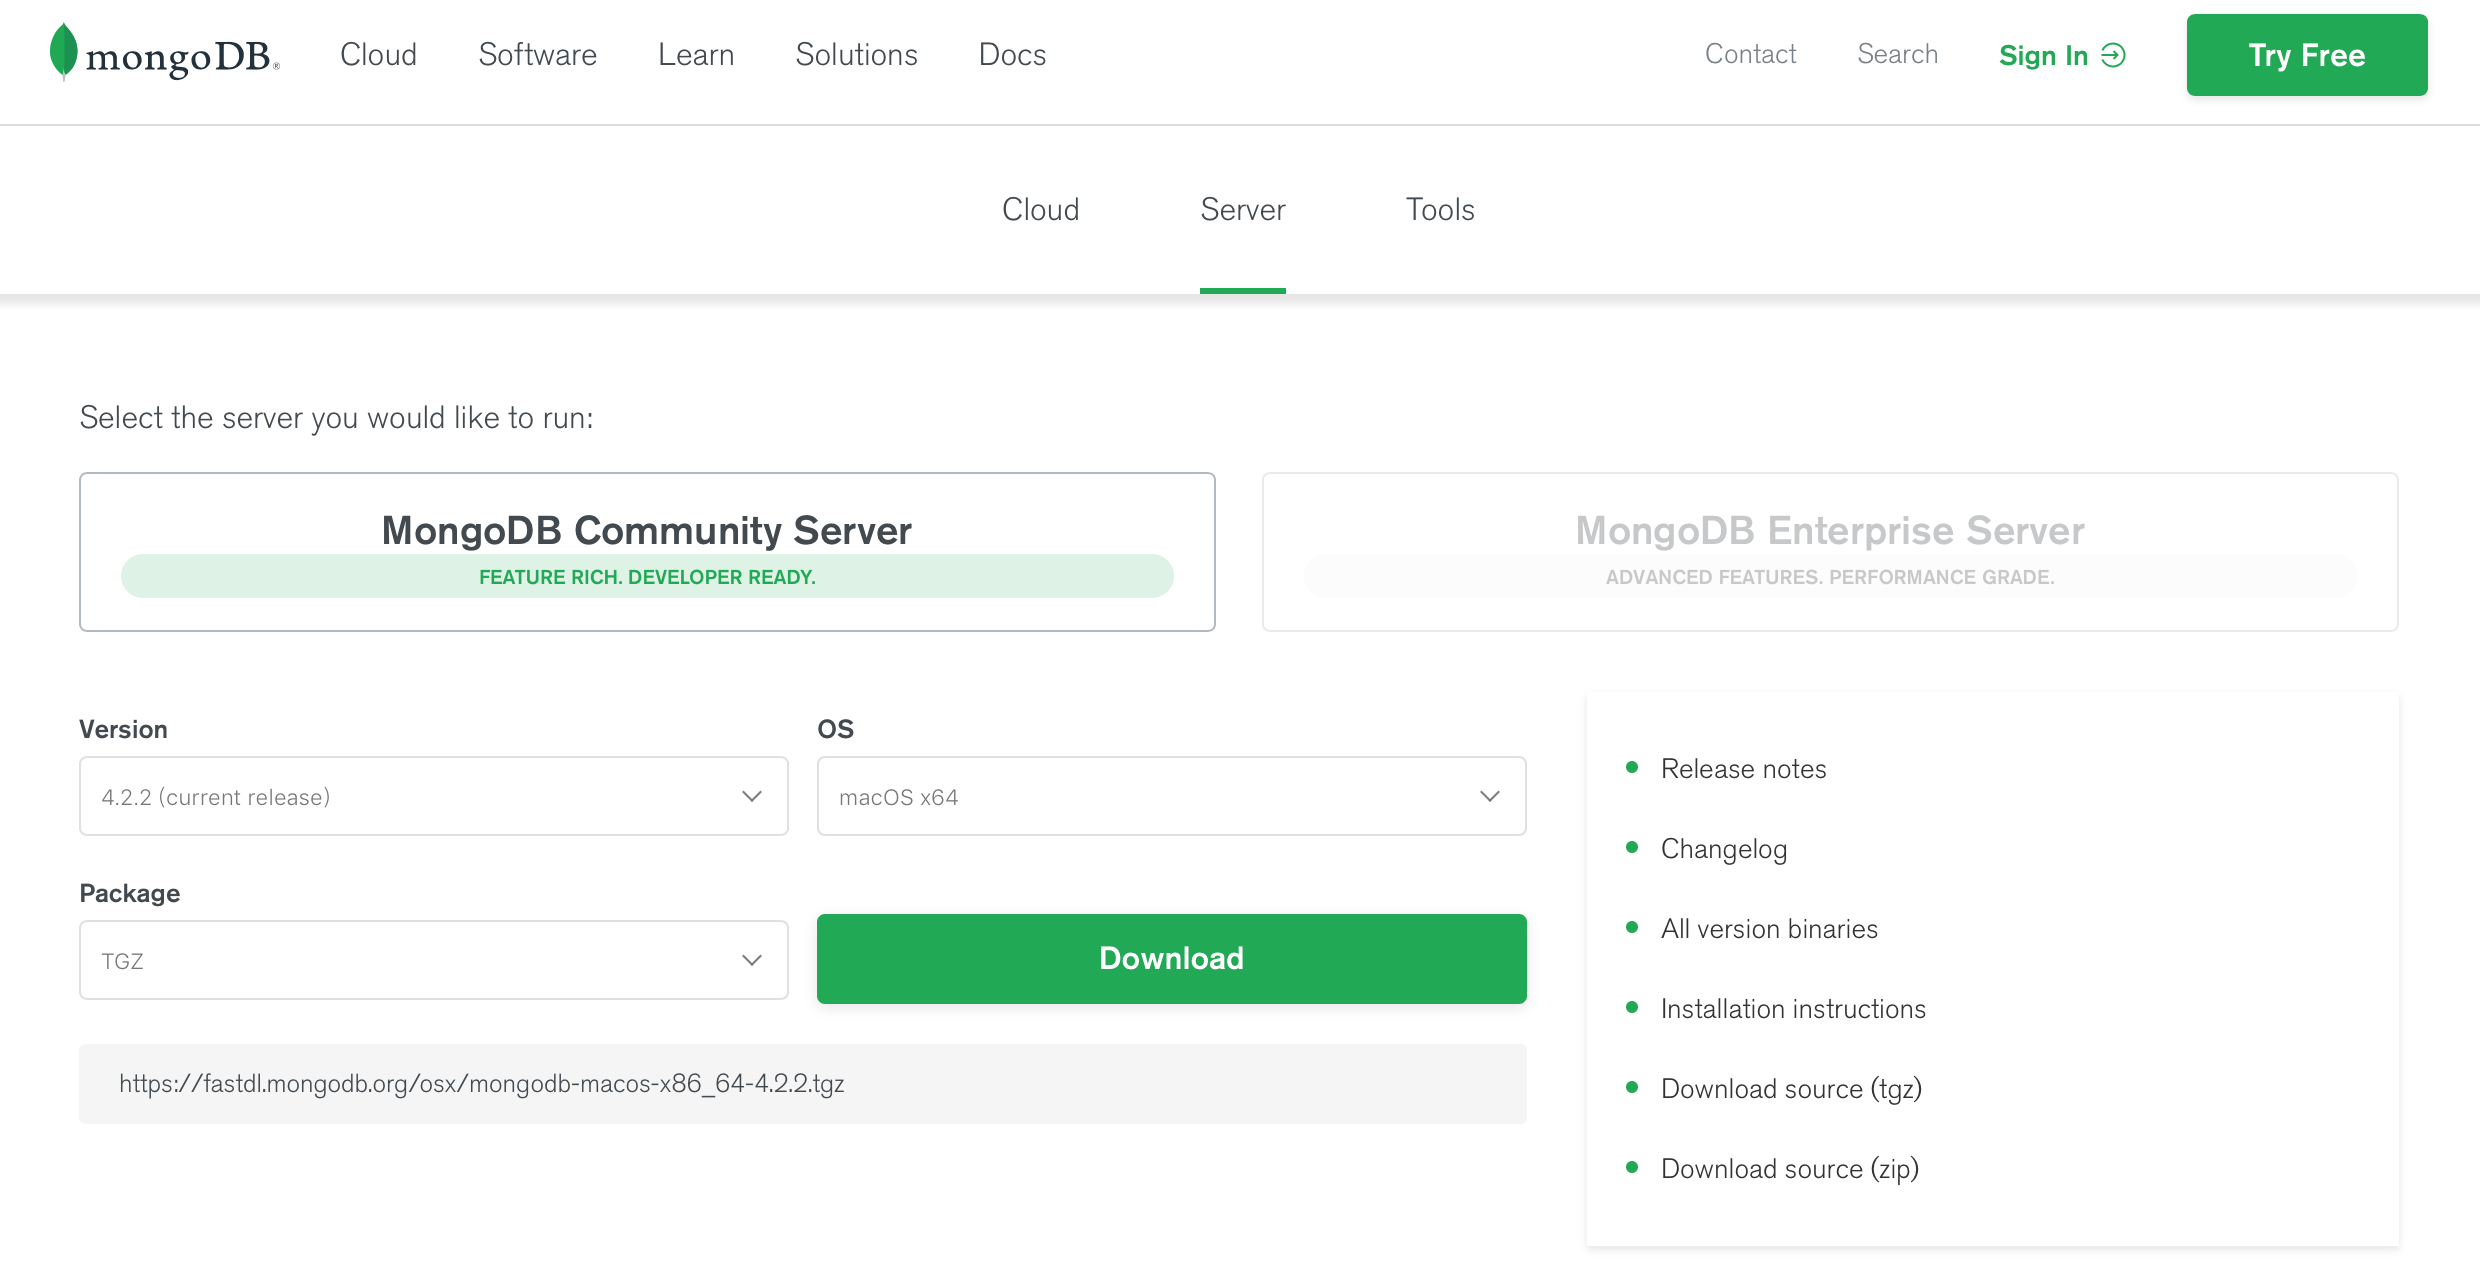 mongoDB®
Cloud Software Learn Solutions Docs Contact Search Sign In Try Free
Cloud Server Tools
Select the server you would like to run:
MongoDB Community Server
FEATURE RICH. DEVELOPER READY.
MongoDB Enterprise Server
ADVANCED FEATURES. PERFORMANCE GRADE.
Version
4.2.2 (current release)
OS
macOS x64
Package
TGZ
Download
https://fastdl.mongodb.org/osx/mongodb-macos-x86_64-4.2.2.tgz
Release notes
Changelog
All version binaries
Installation instructions
Download source (tgz)
Download source (zip)